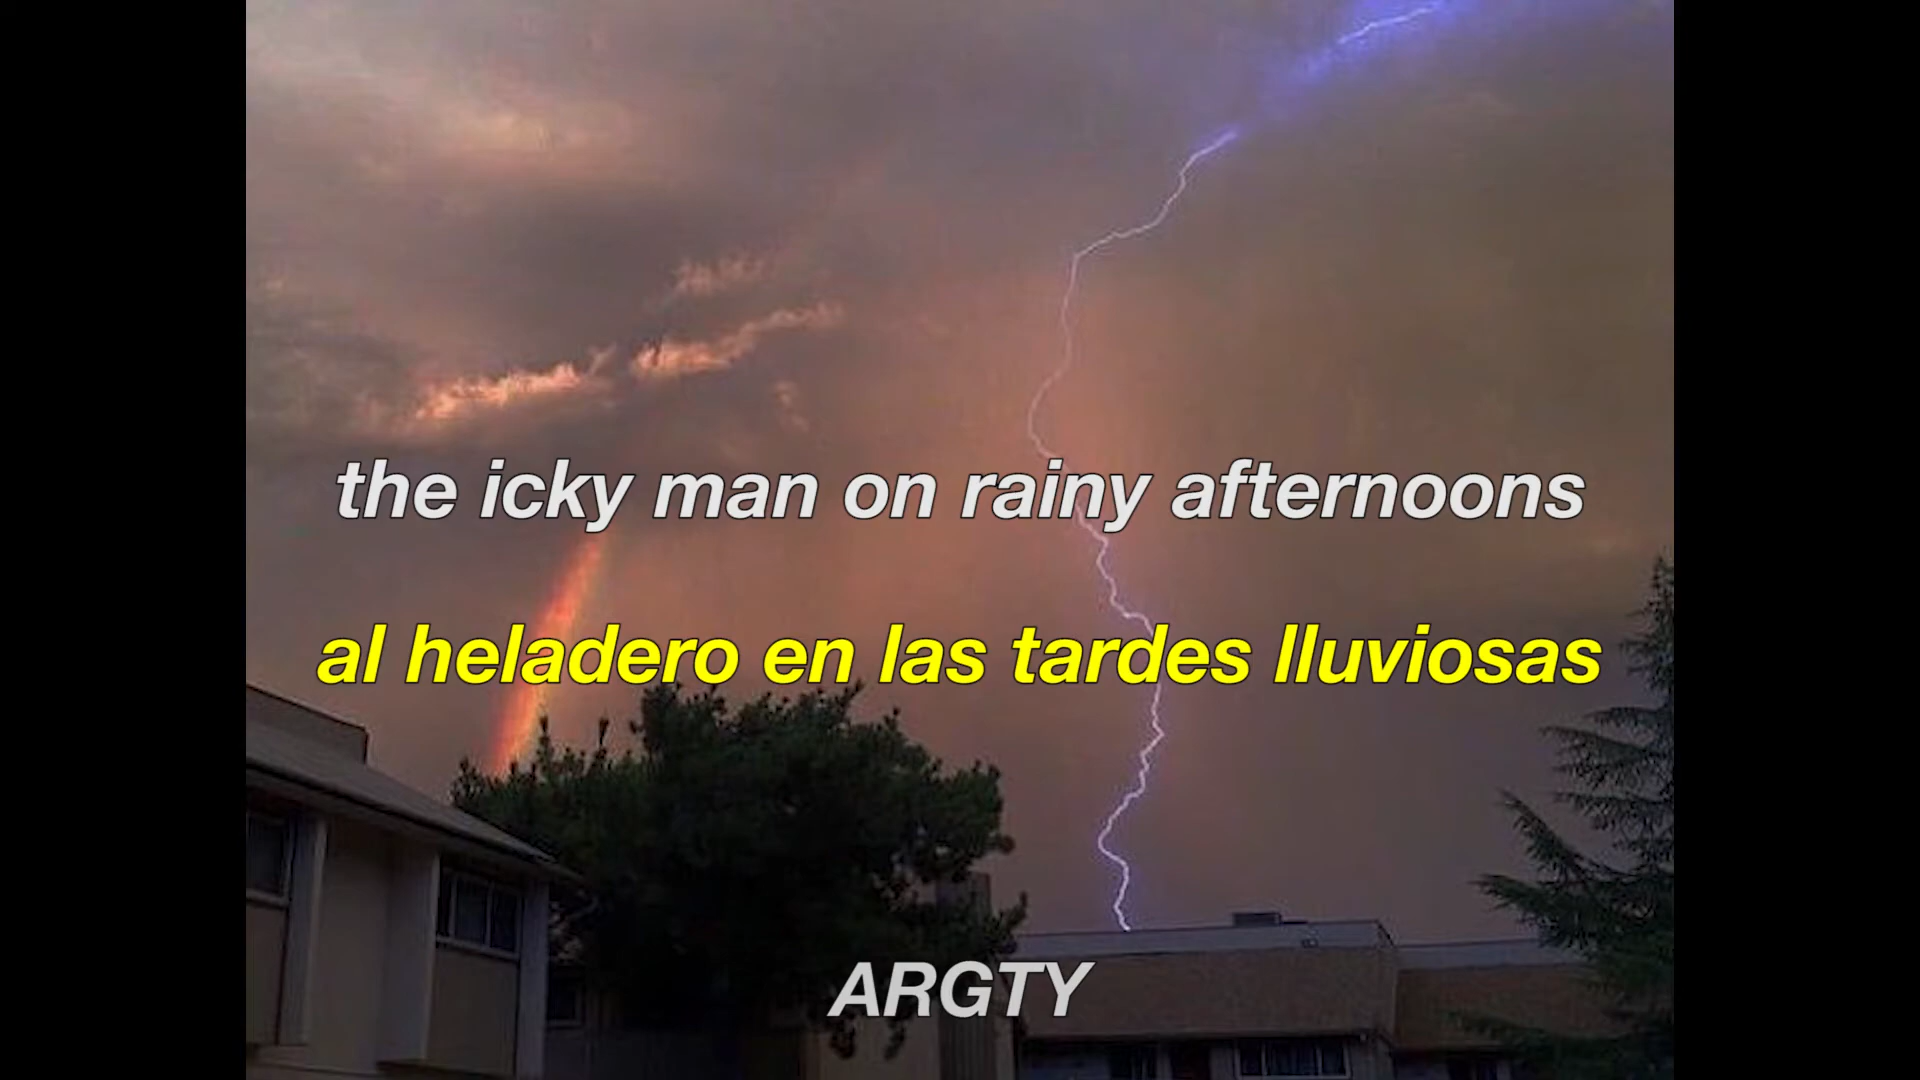 the icky man on rainy afternoons
al heladero en las tardes lluviosas
ARGTY